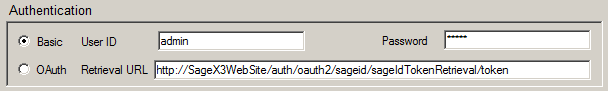 Authentication
Basic User ID admin Password *****
OAuth Retrieval URL http://SageX3WebSite/auth/oauth2/sageid/sageIdTokenRetrieval/token